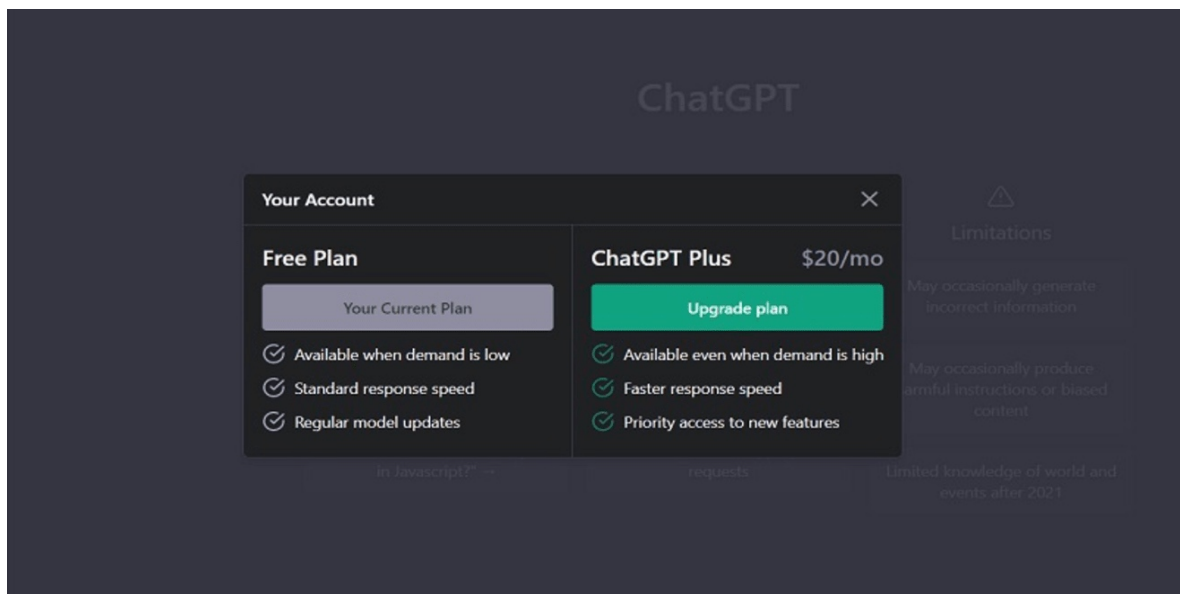 ChatGPT
Your Account
Free Plan
Your Current Plan
Available when demand is low
Standard response speed
Regular model updates
ChatGPT Plus $20/mo
Upgrade plan
Available even when demand is high
Faster response speed
Priority access to new features
Limitations
May occasionally generate
incorrect information
May occasionally produce
armful instructions or biased
content
in Javascript?" →
requests
Limited knowledge of world and
events after 2021